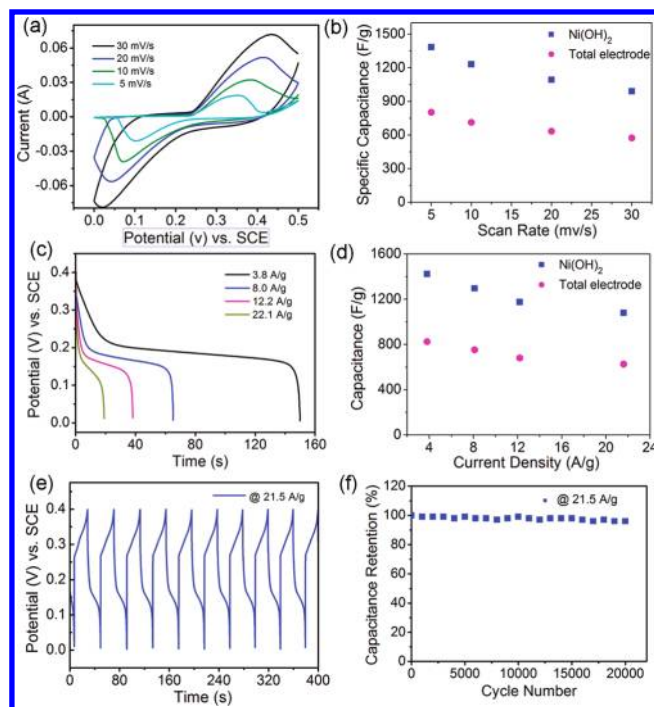 (a)
30 mV/s
20 mV/s
10 mV/s
5 mV/s
0.06
0.03
0.00
-0.03
-0.06
Current (A)
0.0 0.1 0.2 0.3 0.4 0.5
Potential (v) vs. SCE
(b)
Ni(OH)2
Total electrode
1500
1200
900
600
300
0
Specific Capacitance (F/g)
5 10 15 20 25 30
Scan Rate (mv/s)
(c)
3.8 A/g
8.0 A/g
12.2 A/g
22.1 A/g
0.4
0.3
0.2
0.1
0.0
Potential (V) vs. SCE
0 40 80 120 160
Time (s)
(d)
Ni(OH)2
Total electrode
1600
1200
800
400
0
Capacitance (F/g)
4 8 12 16 20 24
Current Density (A/g)
(e)
@ 21.5 A/g
0.5
0.4
0.3
0.2
0.1
0.0
Potential (V) vs. SCE
0 80 160 240 320 400
Time (s)
(f)
@ 21.5 A/g
120
100
80
60
40
20
0
Capacitance Retention (%)
0 5000 10000 15000 20000
Cycle Number